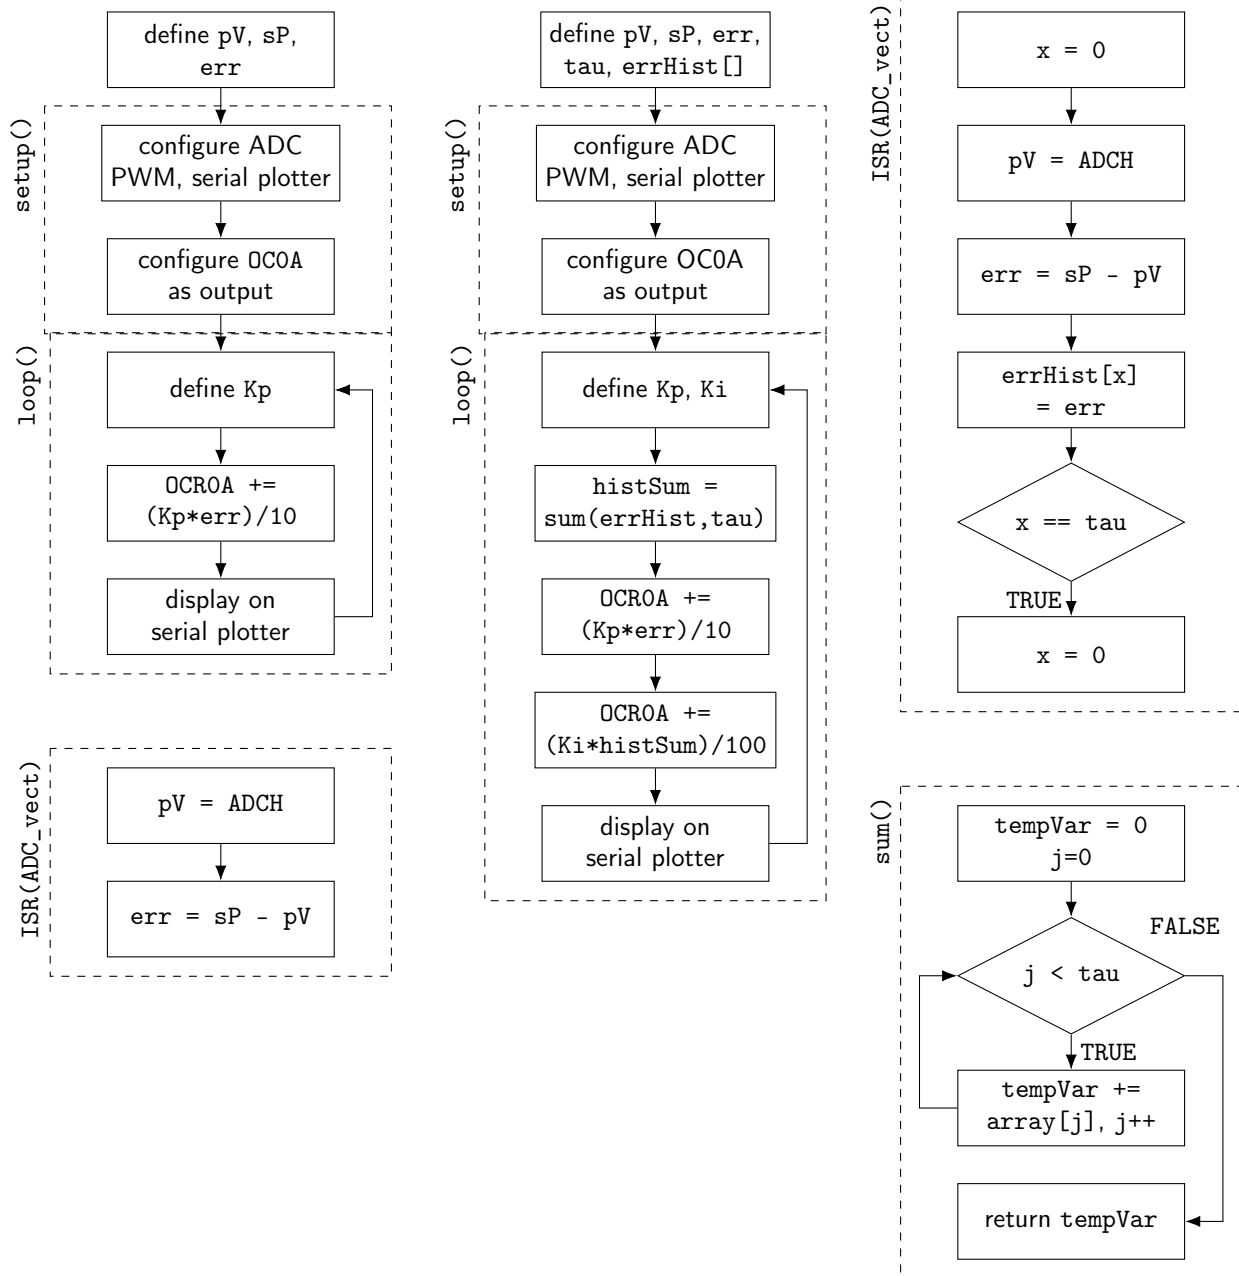 define pV, sP,
err
setup()
configure ADC
PWM, serial plotter
configure OC0A
as output
loop()
define Kp
OCR0A +=
(Kp*err)/10
display on
serial plotter
ISR(ADC_vect)
pV = ADCH
err = sP - pV
define pV, sP, err,
tau, errHist[]
setup()
configure ADC
PWM, serial plotter
configure OC0A
as output
loop()
define Kp, Ki
histSum =
sum(errHist,tau)
OCR0A +=
(Kp*err)/10
OCR0A +=
(Ki*histSum)/100
display on
serial plotter
ISR(ADC_vect)
x = 0
pV = ADCH
err = sP - pV
errHist[x]
= err
x == tau
TRUE
x = 0
sum()
tempVar = 0
j=0
FALSE
j < tau
TRUE
tempVar +=
array[j], j++
return tempVar